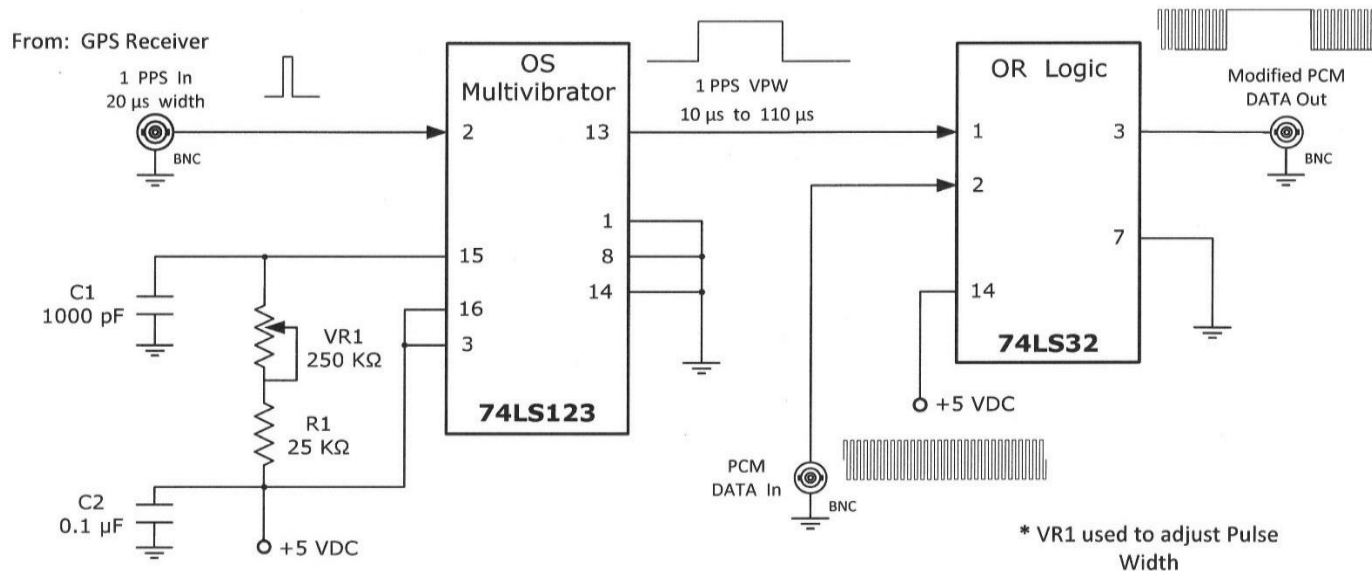 From: GPS Receiver
1 PPS In
20 µs width
BNC
OS
Multivibrator
2
13
1
8
14
15
16
3
74LS123
C1
1000 pF
VR1
250 KΩ
R1
25 KΩ
C2
0.1 µF
+5 VDC
1 PPS VPW
10 µs to 110 µs
OR Logic
1
2
3
7
14
74LS32
+5 VDC
PCM
DATA In
BNC
Modified PCM
DATA Out
BNC
* VR1 used to adjust Pulse
Width